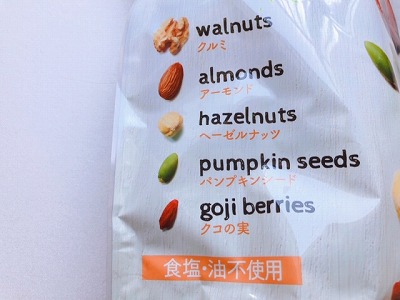 walnuts
クルミ
almonds
アーモンド
hazelnuts
ヘーゼルナッツ
pumpkin seeds
パンプキンシード
goji berries
クコの実
食塩・油不使用